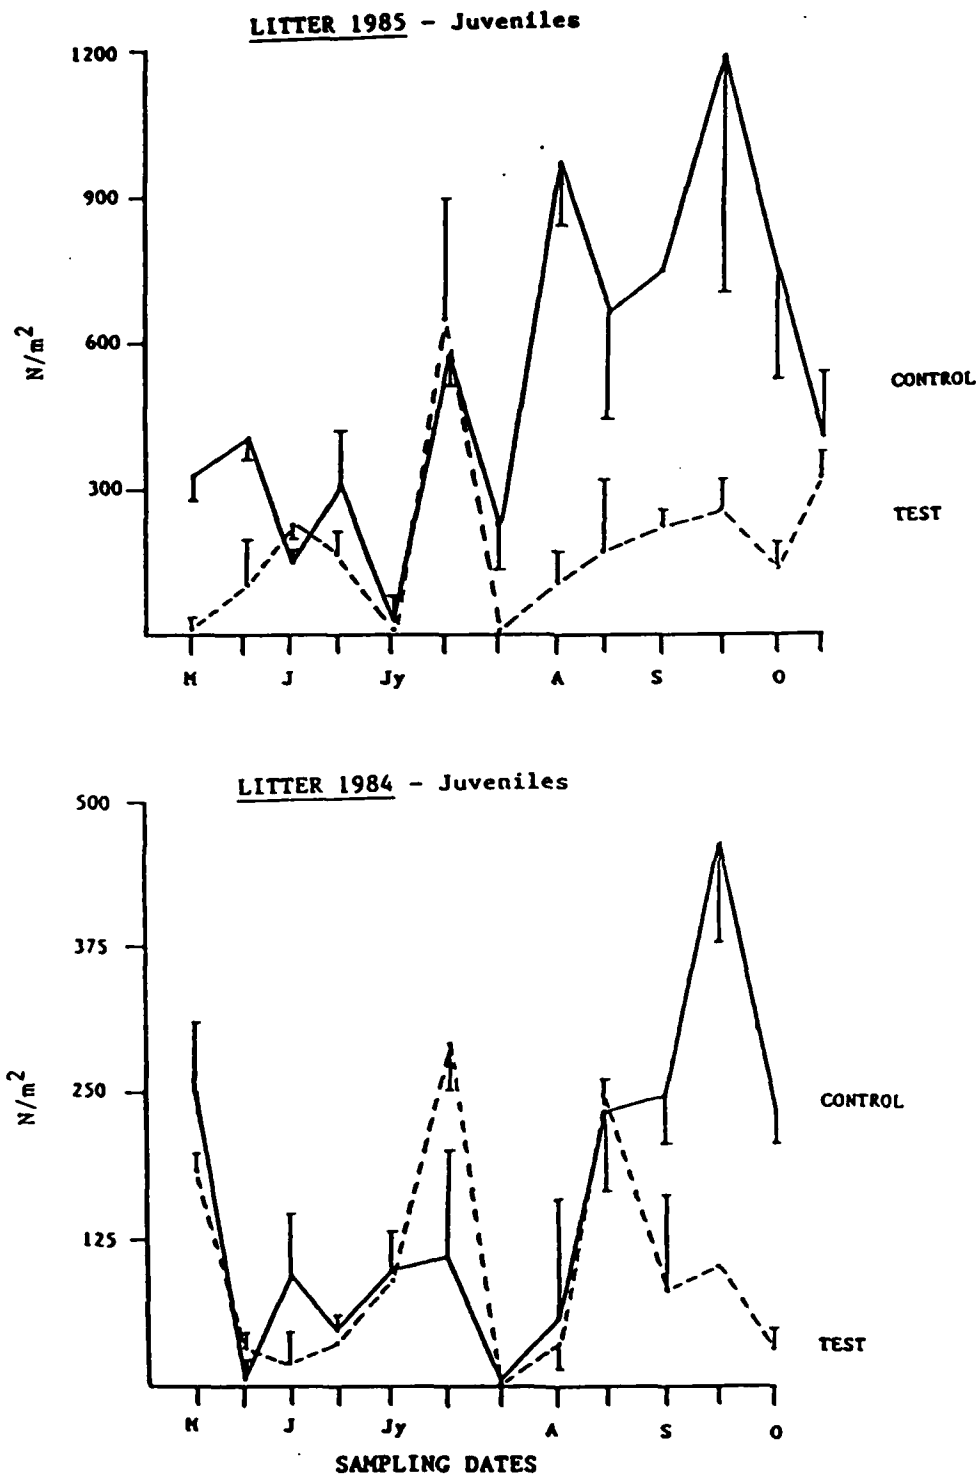 LITTER 1985 - Juveniles
1200
900
600
300
N/m²
CONTROL
TEST
M J Jy A S O
LITTER 1984 - Juveniles
500
375
250
125
N/m²
CONTROL
TEST
M J Jy A S O
SAMPLING DATES